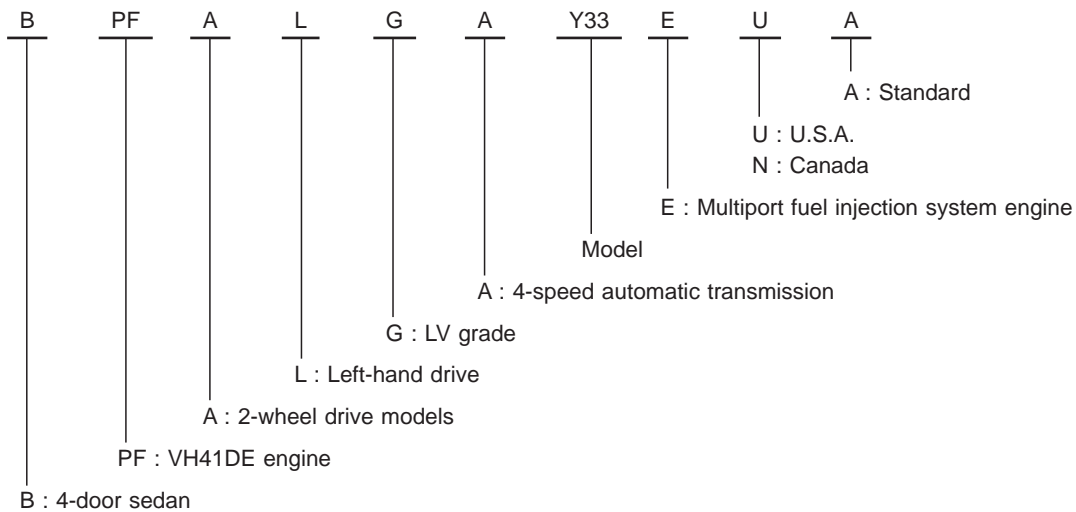 B PF A L G A Y33 E U A
A : Standard
U : U.S.A.
N : Canada
E : Multiport fuel injection system engine
Model
A : 4-speed automatic transmission
G : LV grade
L : Left-hand drive
A : 2-wheel drive models
PF : VH41DE engine
B : 4-door sedan